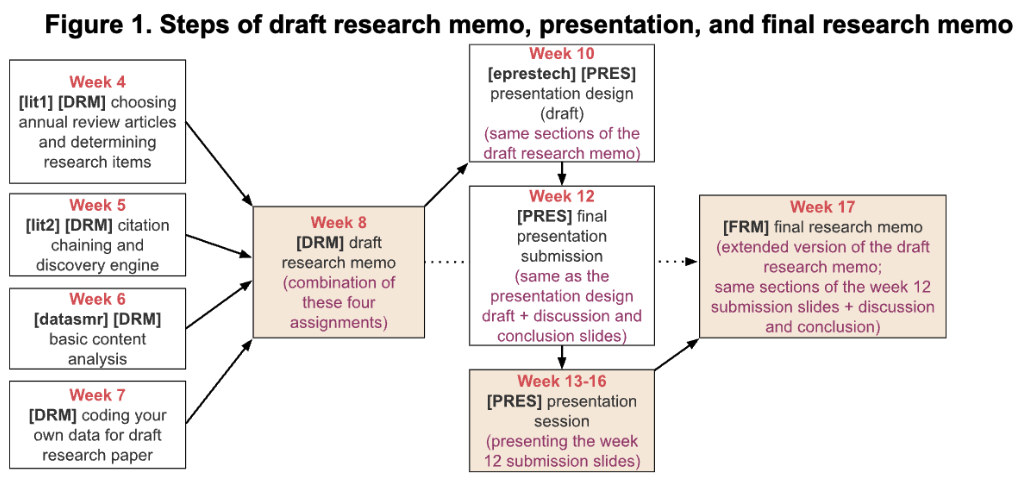 Figure 1. Steps of draft research memo, presentation, and final research memo
Week 4
[lit1] [DRM] choosing
annual review articles
and determining
research items
Week 5
[lit2] [DRM] citation
chaining and
discovery engine
Week 6
[datasmr] [DRM]
basic content
analysis
Week 7
[DRM] coding your
own data for draft
research paper
Week 8
[DRM] draft
research memo
(combination of
these four
assignments)
Week 10
[eprestech] [PRES]
presentation design
(draft)
(same sections of the
draft research memo)
Week 12
[PRES] final
presentation
submission
(same as the
presentation design
draft + discussion and
conclusion slides)
Week 13-16
[PRES] presentation
session
(presenting the week
12 submission slides)
Week 17
[FRM] final research memo
(extended version of the draft
research memo;
same sections of the week 12
submission slides + discussion
and conclusion)